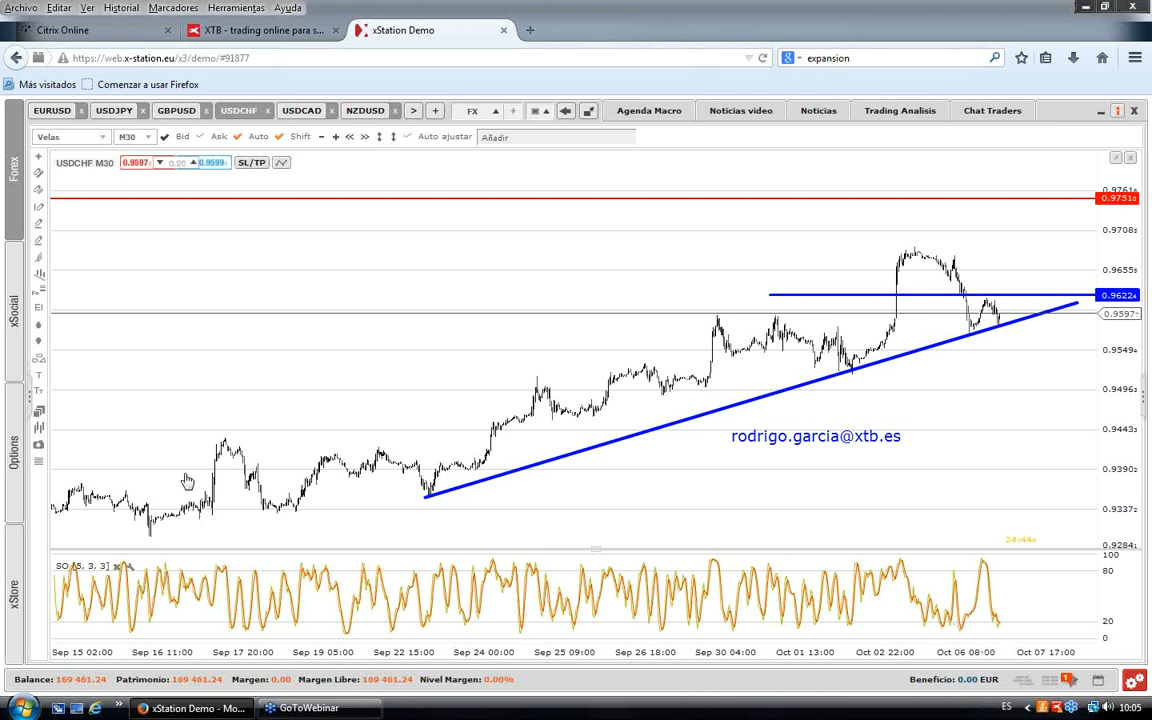 Archivo Editar Ver Historial Marcadores Herramientas Ayuda
Citrix Online × XTB - trading online para s... × xStation Demo × +
https://web.x-station.eu/x3/demo/#91877 expansion
Más visitados Comenzar a usar Firefox
EURUSD USDJPY GBPUSD USDCHF USDCAD NZDUSD > + FX Agenda Macro Noticias video Noticias Trading Analisis Chat Traders
Velas M30 Bid Ask Auto Shift Auto ajustar Añadir
USDCHF M30 0.9597 0.20 0.9599 SL/TP
Forex
xSocial
Options
xStore
0.9751
0.9708
0.9655
0.9622
0.9597
0.9549
0.9496
0.9443
0.9390
0.9337
0.9284
rodrigo.garcia@xtb.es
24:44
SO [5, 3, 3]
100
80
20
0
Sep 15 02:00 Sep 16 11:00 Sep 17 20:00 Sep 19 05:00 Sep 22 15:00 Sep 24 00:00 Sep 25 09:00 Sep 26 18:00 Sep 30 04:00 Oct 01 13:00 Oct 02 22:00 Oct 06 08:00 Oct 07 17:00
Balance: 169 461.24 Patrimonio: 169 461.24 Margen: 0.00 Margen Libre: 169 461.24 Nivel Margen: 0.00% Beneficio: 0.00 EUR
xStation Demo - Mo... GoToWebinar ES 10:05